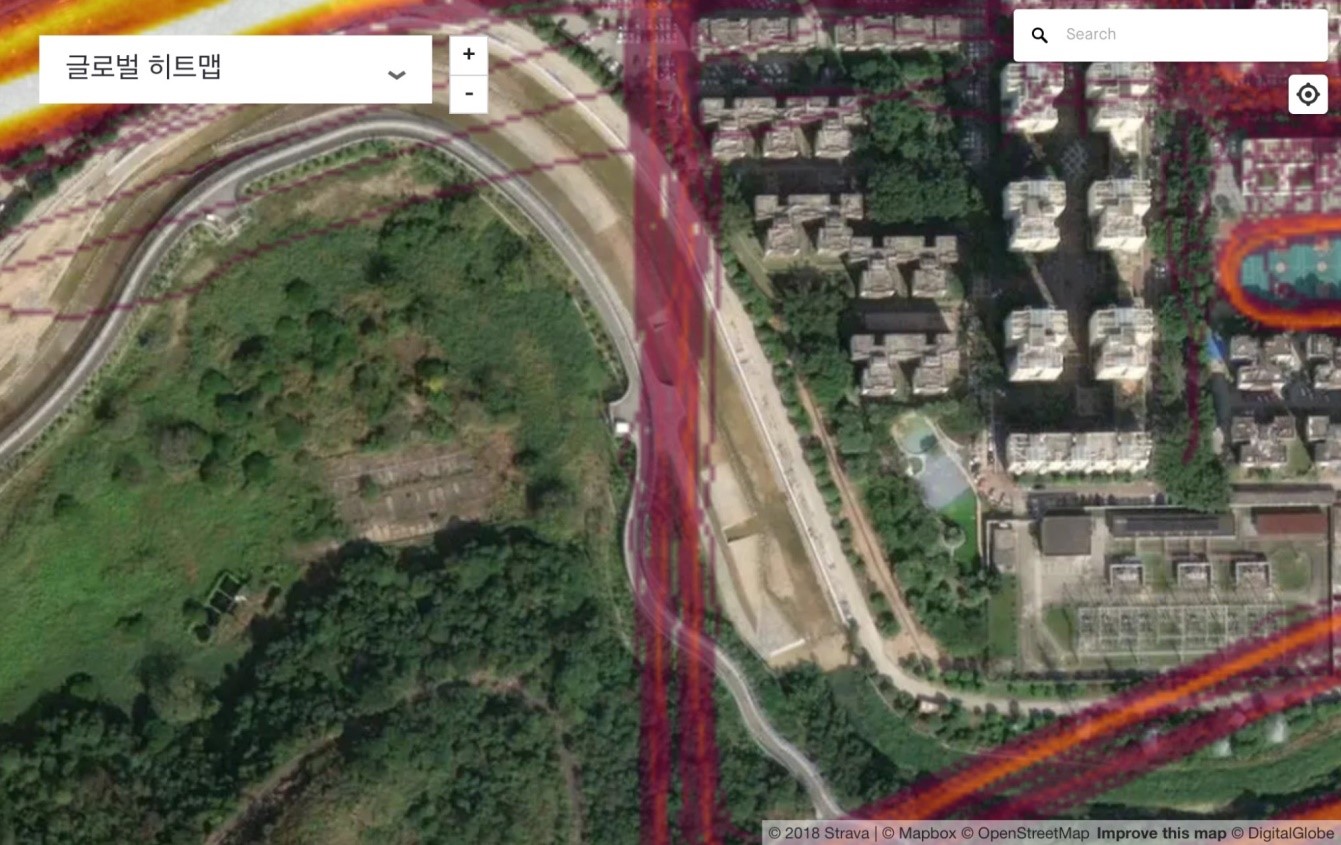 글로벌 히트맵
+
-
Search
© 2018 Strava | © Mapbox © OpenStreetMap Improve this map © DigitalGlobe